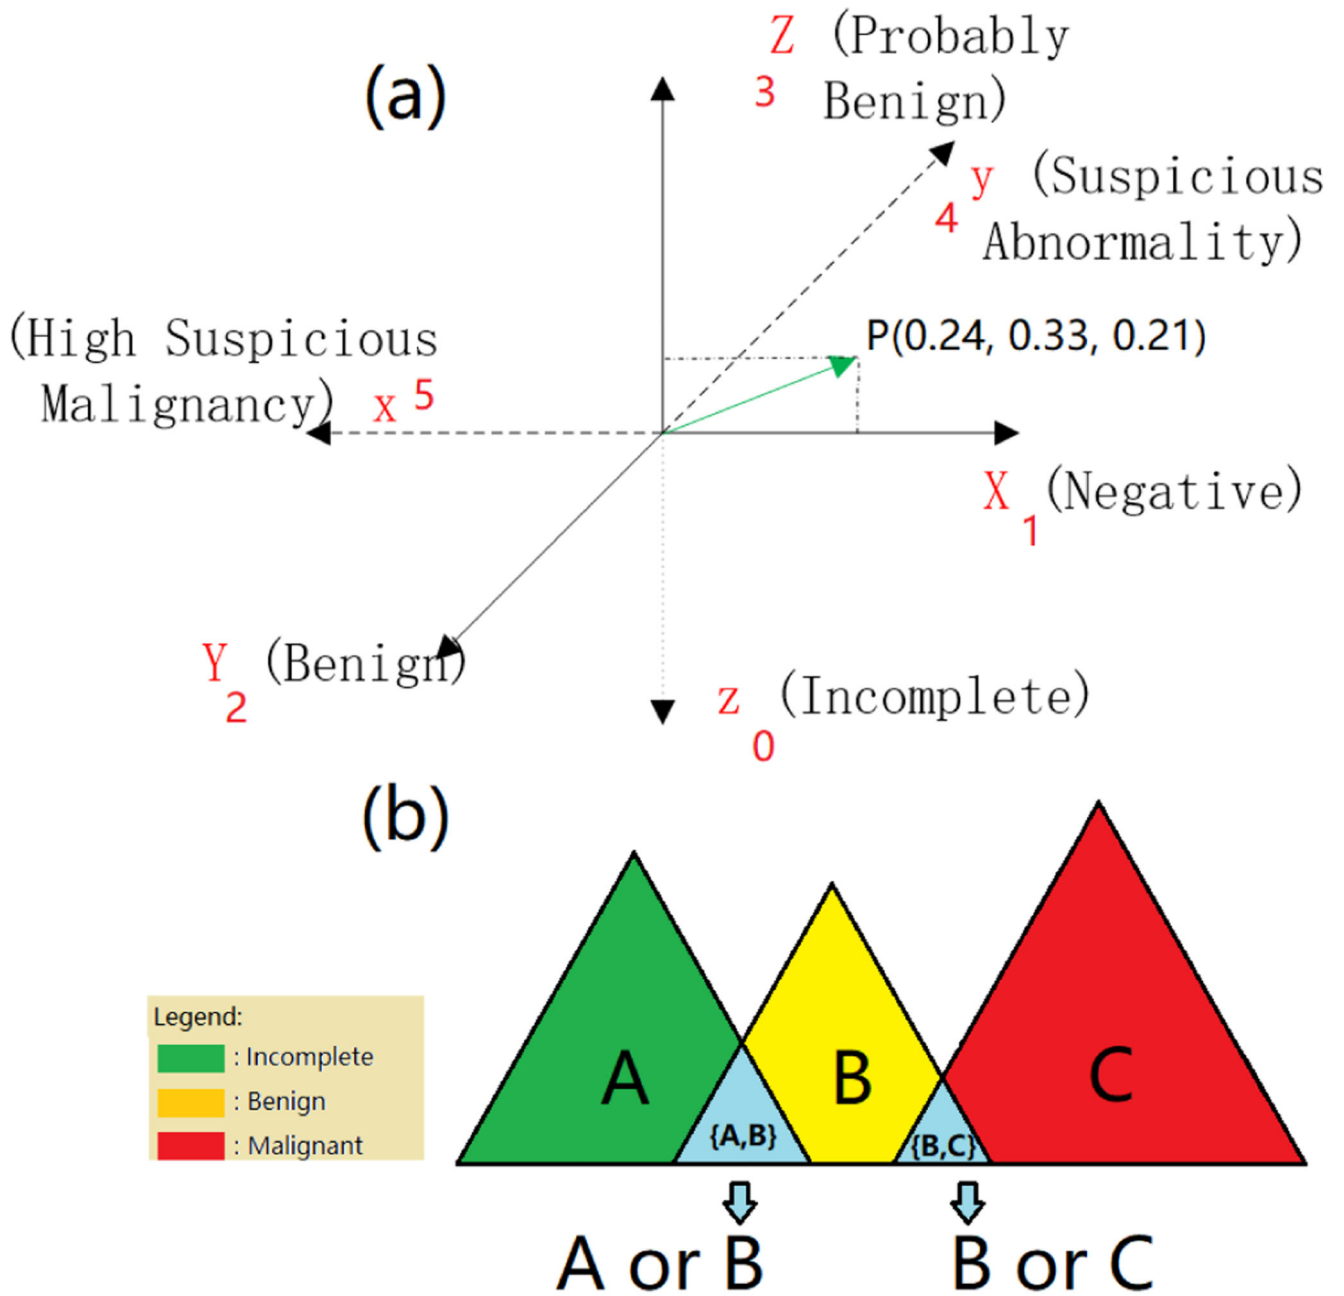 (a)
Z (Probably
3 Benign)
y (Suspicious
4 Abnormality)
P(0.24, 0.33, 0.21)
(High Suspicious
Malignancy) x 5
X (Negative)
1
Y (Benign)
2
z (Incomplete)
0
(b)
Legend:
: Incomplete
: Benign
: Malignant
A
B
C
{A,B}
{B,C}
A or B
B or C